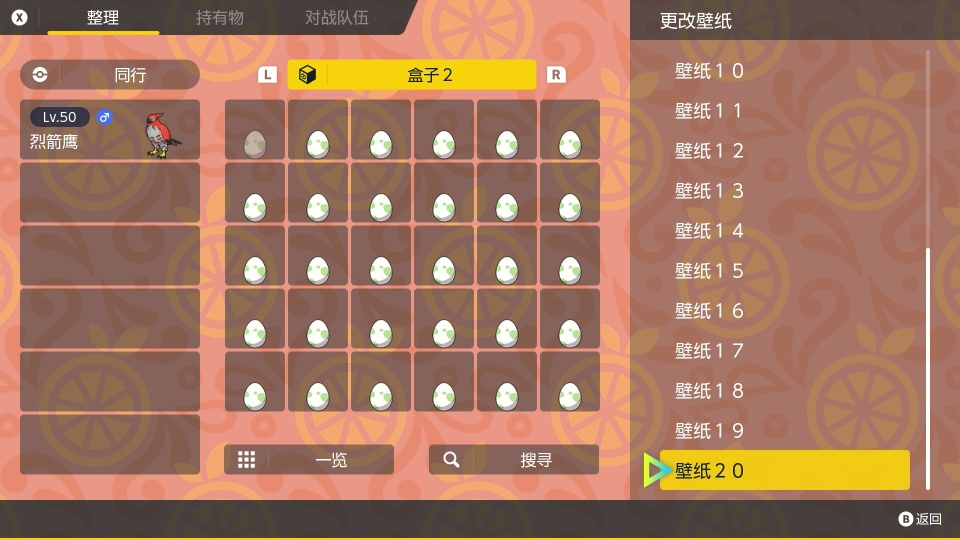 X 整理 持有物 对战队伍
更改壁纸
同行
L 盒子2 R
Lv.50 ♂
烈箭鹰
一览
搜寻
壁纸10
壁纸11
壁纸12
壁纸13
壁纸14
壁纸15
壁纸16
壁纸17
壁纸18
壁纸19
壁纸20
B 返回